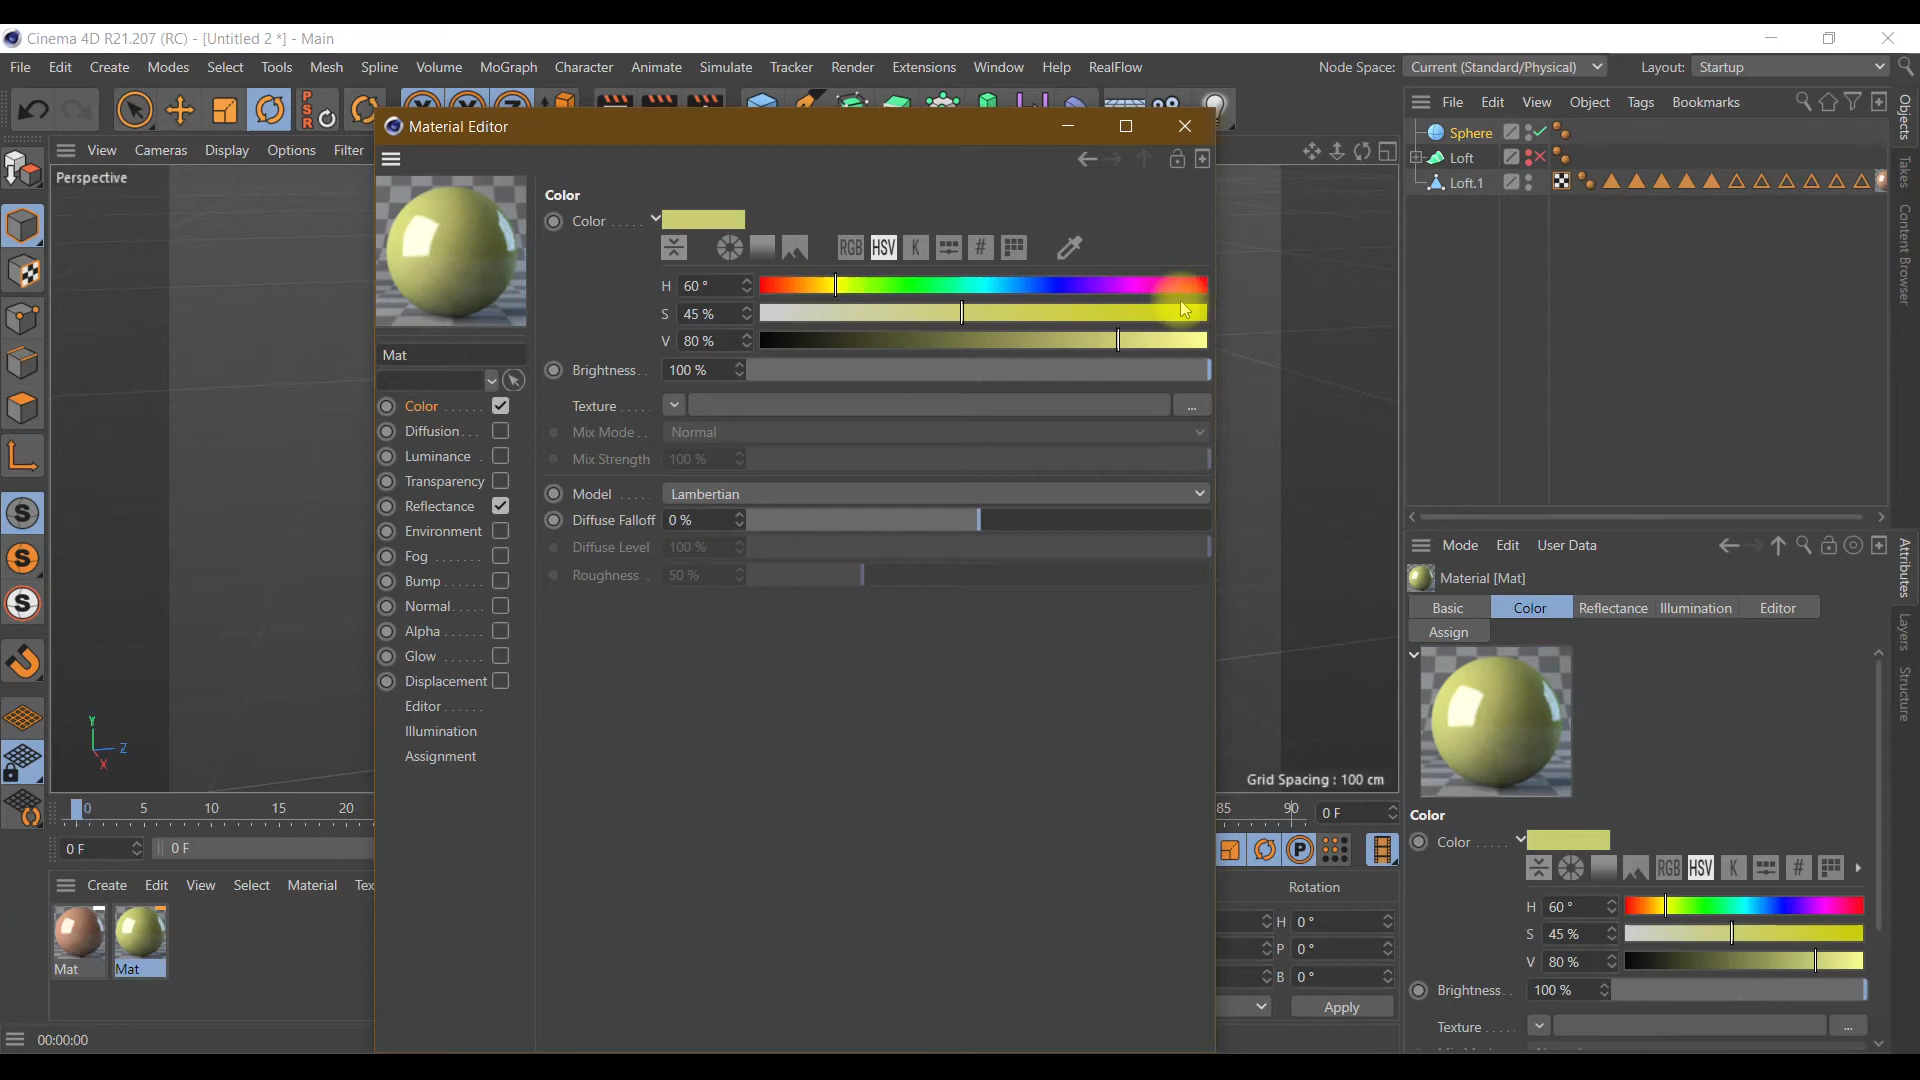 Cinema 4D R21.207 (RC) - [Untitled 2 *] - Main
File Edit Create Modes Select Tools Mesh Spline Volume MoGraph Character Animate Simulate Tracker Render Extensions Window Help RealFlow Node Space: Current (Standard/Physical) Layout: Startup
P S R
Material Editor
File Edit View Object Tags Bookmarks
View Cameras Display Options Filter
Perspective
Sphere
Loft
Loft.1
Objects
Takes
Content Browser
Color
Color . . . . .
RGB HSV K #
H 60 °
S 45 %
V 80 %
Mat
Brightness . . 100 %
Color . . . . . .
Texture . . . . . ...
Diffusion . . .
Mix Mode . . Normal
Luminance .
Mix Strength 100 %
Transparency
Model . . . . . Lambertian
Reflectance
Diffuse Falloff 0 %
Environment
Diffuse Level 100 %
Fog . . . . . . .
Roughness . 50 %
Bump . . . . . .
Normal . . . . .
Alpha . . . . . .
Glow . . . . . .
Displacement
Editor . . . . . .
Illumination
Assignment
Y
Z
X
Grid Spacing : 100 cm
0 5 10 15 20 85 90 0 F
0 F 0 F
P
Create Edit View Select Material Tex
Mat Mat
Rotation
H 0 °
P 0 °
B 0 °
Apply
00:00:00
Mode Edit User Data
Material [Mat]
Basic Color Reflectance Illumination Editor
Assign
Attributes
Layers
Structure
Color
Color . . . . .
RGB HSV K #
H 60 °
S 45 %
V 80 %
Brightness . . 100 %
Texture . . . . . ...